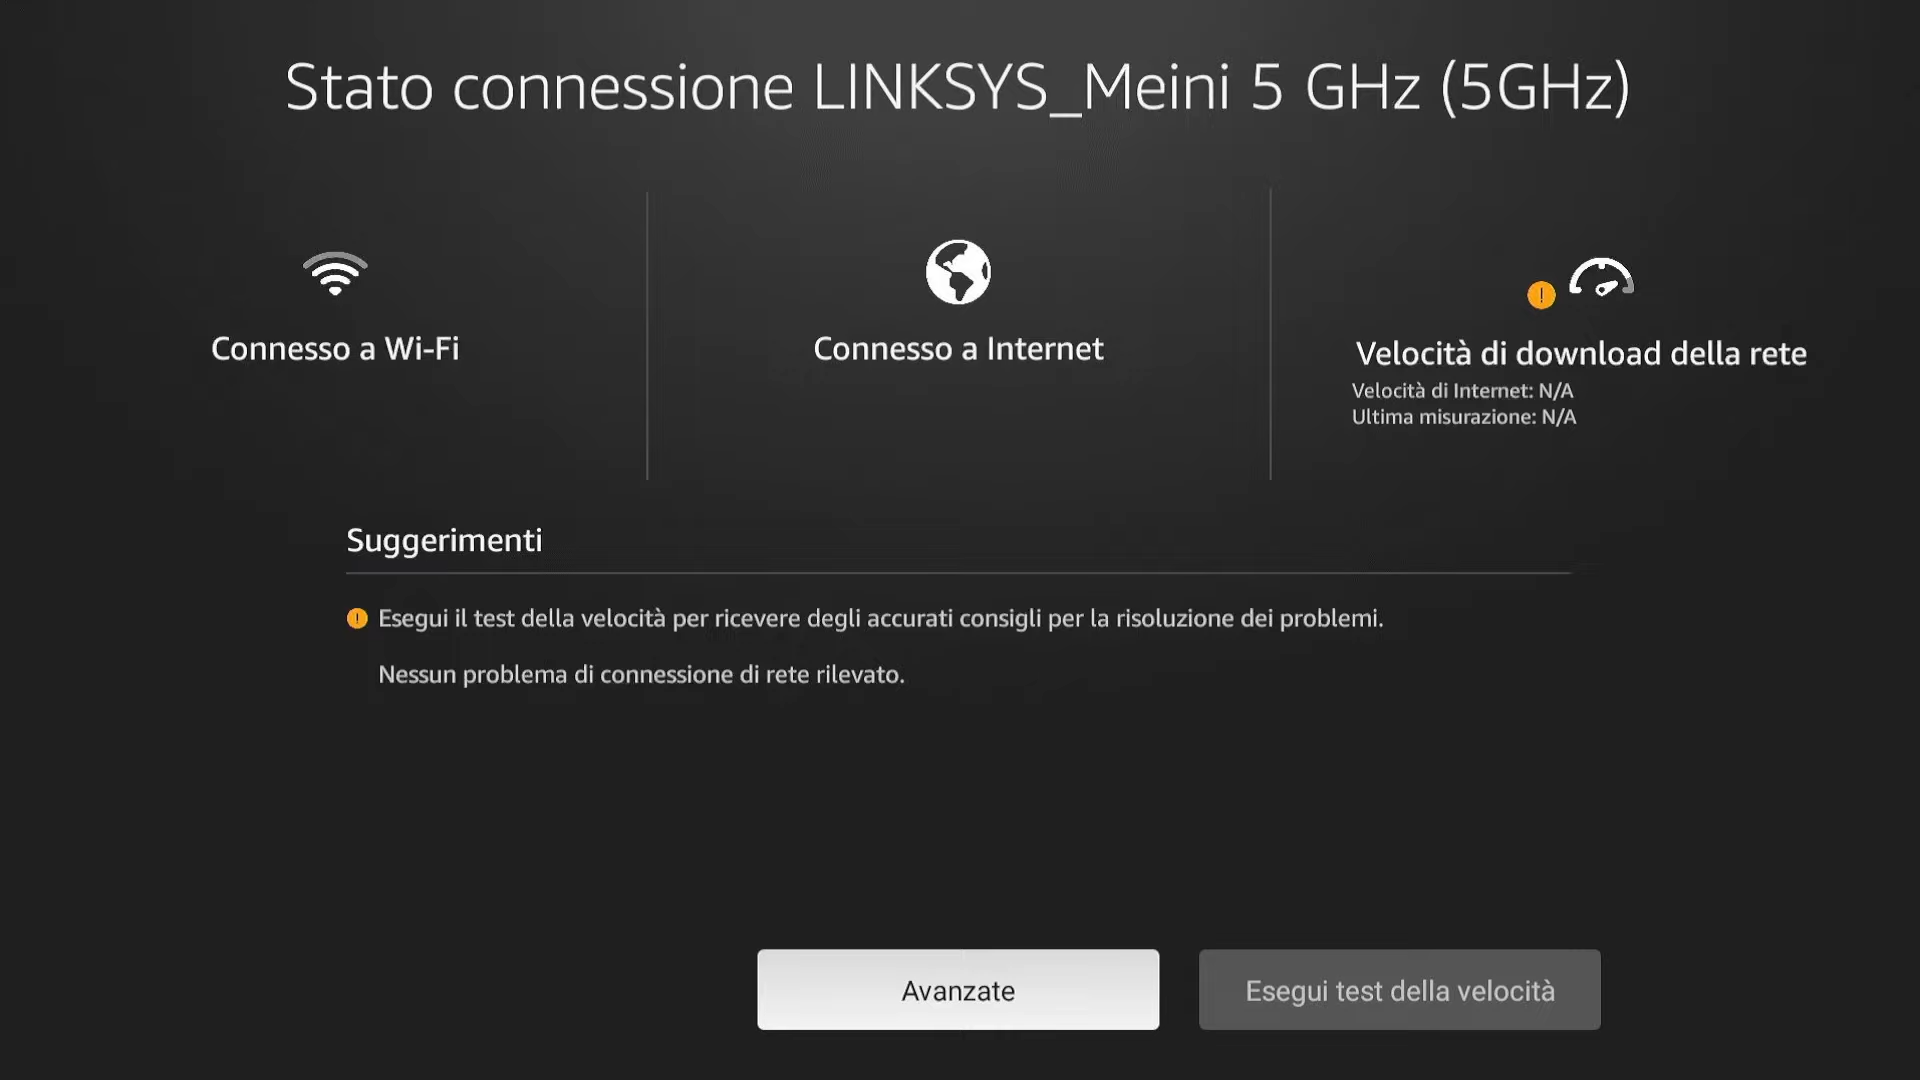 Stato connessione LINKSYS_Meini 5 GHz (5GHz)
Connesso a Wi-Fi
Connesso a Internet
Velocità di download della rete
Velocità di Internet: N/A
Ultima misurazione: N/A
Suggerimenti
Esegui il test della velocità per ricevere degli accurati consigli per la risoluzione dei problemi.
Nessun problema di connessione di rete rilevato.
Avanzate
Esegui test della velocità